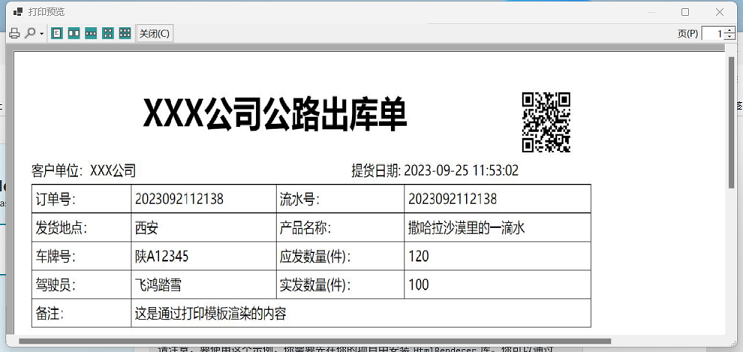 打印预览
关闭(C)
页(P) 1
XXX公司公路出库单
客户单位: XXX公司 提货日期: 2023-09-25 11:53:02
订单号: 2023092112138 流水号: 2023092112138
发货地点: 西安 产品名称: 撒哈拉沙漠里的一滴水
车牌号: 陕A12345 应发数量(件): 120
驾驶员: 飞鸿踏雪 实发数量(件): 100
备注: 这是通过打印模板渲染的内容